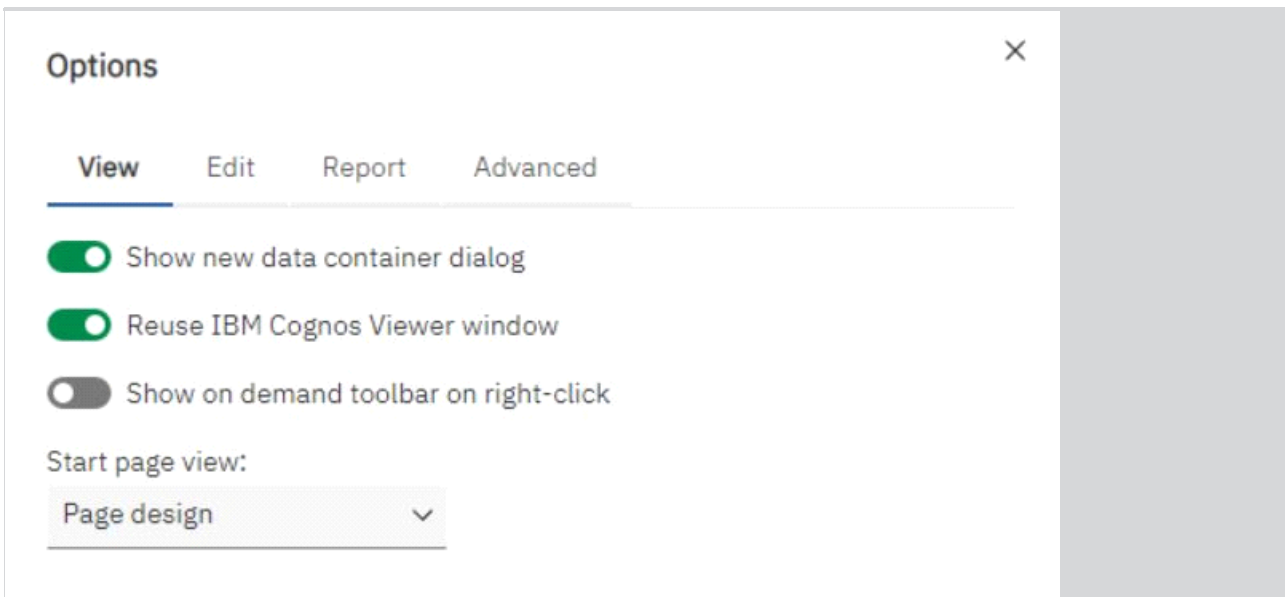 Options
View Edit Report Advanced
Show new data container dialog
Reuse IBM Cognos Viewer window
Show on demand toolbar on right-click
Start page view:
Page design